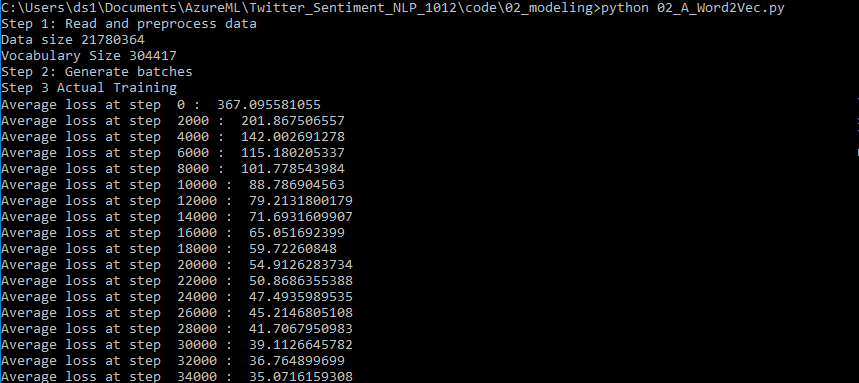 C:\Users\ds1\Documents\AzureML\Twitter_Sentiment_NLP_1012\code\02_modeling>python 02_A_Word2Vec.py
Step 1: Read and preprocess data
Data size 21780364
Vocabulary Size 304417
Step 2: Generate batches
Step 3 Actual Training
Average loss at step  0 :  367.095581055
Average loss at step  2000 :  201.867506557
Average loss at step  4000 :  142.002691278
Average loss at step  6000 :  115.180205337
Average loss at step  8000 :  101.778543984
Average loss at step  10000 :  88.786904563
Average loss at step  12000 :  79.2131800179
Average loss at step  14000 :  71.6931609907
Average loss at step  16000 :  65.051692399
Average loss at step  18000 :  59.72260848
Average loss at step  20000 :  54.9126283734
Average loss at step  22000 :  50.8686355388
Average loss at step  24000 :  47.4935989535
Average loss at step  26000 :  45.2146805108
Average loss at step  28000 :  41.7067950983
Average loss at step  30000 :  39.1126645782
Average loss at step  32000 :  36.764899699
Average loss at step  34000 :  35.0716159308